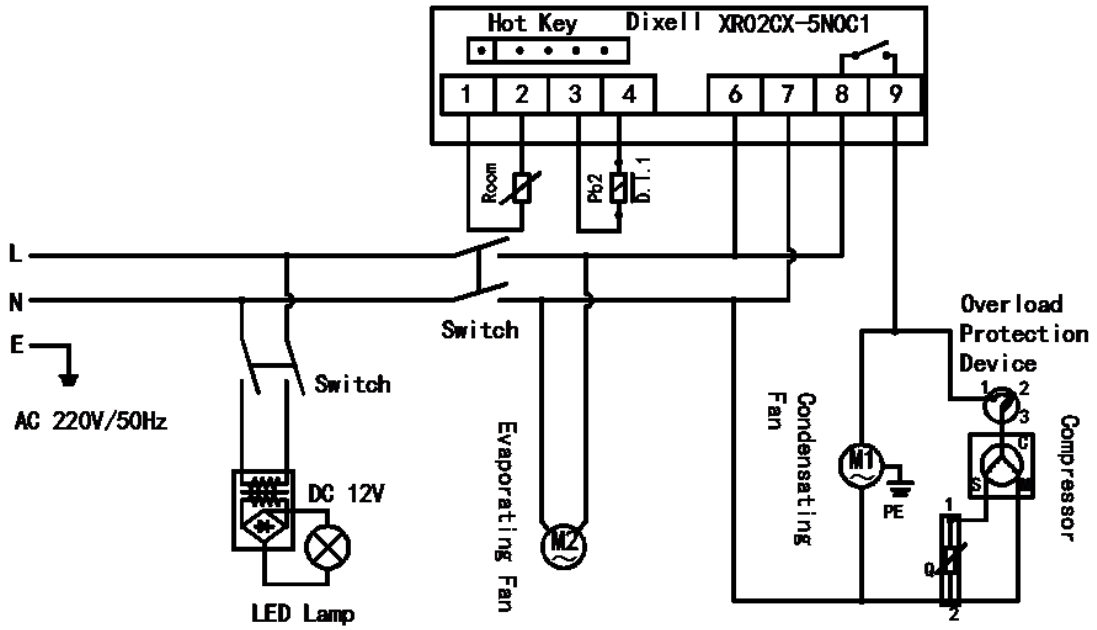 Hot Key Dixell XR02CX-5N0C1
1 2 3 4 6 7 8 9
Room
Pb2
D.I.1
L
N
E
Switch
Switch
AC 220V/50Hz
Overload
Protection
Device
1 2
3
C
S M
Compressor
Condensating
Fan
M1
PE
Evaporating Fan
M2
DC 12V
LED Lamp
1
Q
2